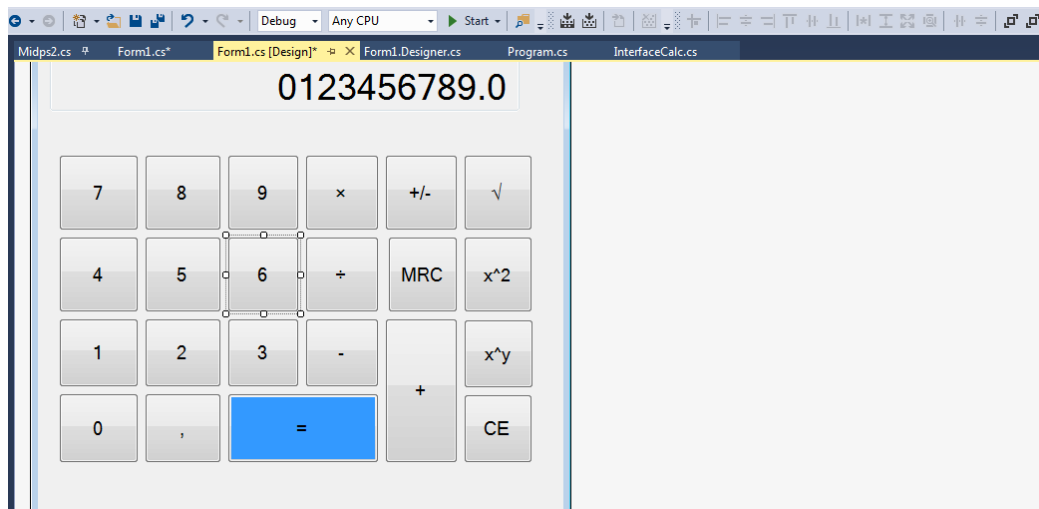 Debug Any CPU Start
Midps2.cs Form1.cs* Form1.cs [Design]* Form1.Designer.cs Program.cs InterfaceCalc.cs
0123456789.0
7 8 9 × +/- √
4 5 6 ÷ MRC x^2
1 2 3 - x^y
+
0 , = CE